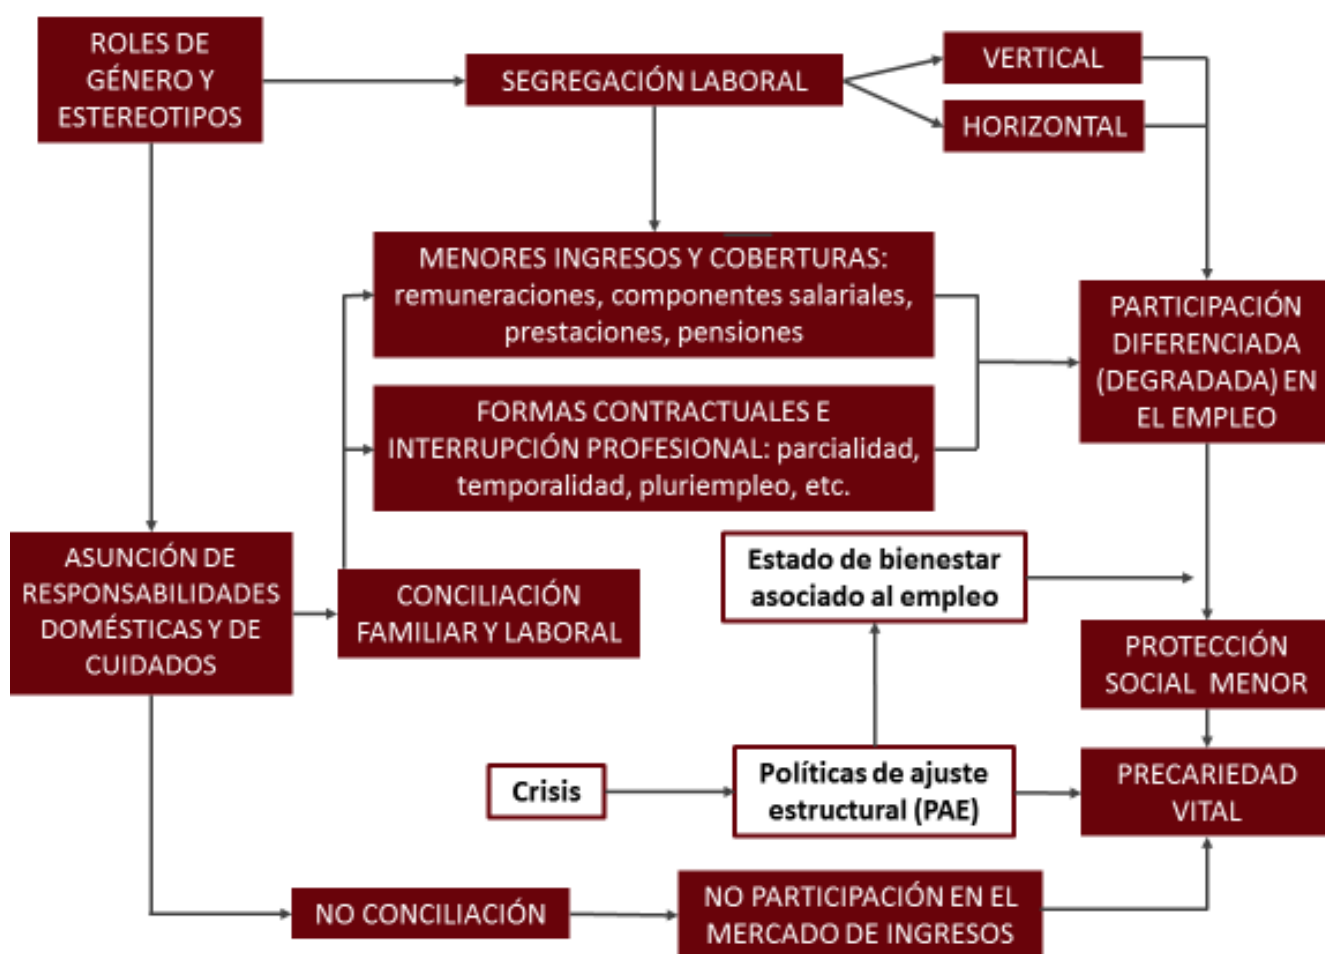 ROLES DE
GÉNERO Y
ESTEREOTIPOS
SEGREGACIÓN LABORAL
VERTICAL
HORIZONTAL
MENORES INGRESOS Y COBERTURAS:
remuneraciones, componentes salariales,
prestaciones, pensiones
PARTICIPACIÓN
DIFERENCIADA
(DEGRADADA) EN
EL EMPLEO
FORMAS CONTRACTUALES E
INTERRUPCIÓN PROFESIONAL: parcialidad,
temporalidad, pluriempleo, etc.
ASUNCIÓN DE
RESPONSABILIDADES
DOMÉSTICAS Y DE
CUIDADOS
CONCILIACIÓN
FAMILIAR Y LABORAL
Estado de bienestar
asociado al empleo
PROTECCIÓN
SOCIAL MENOR
Crisis
Políticas de ajuste
estructural (PAE)
PRECARIEDAD
VITAL
NO CONCILIACIÓN
NO PARTICIPACIÓN EN EL
MERCADO DE INGRESOS